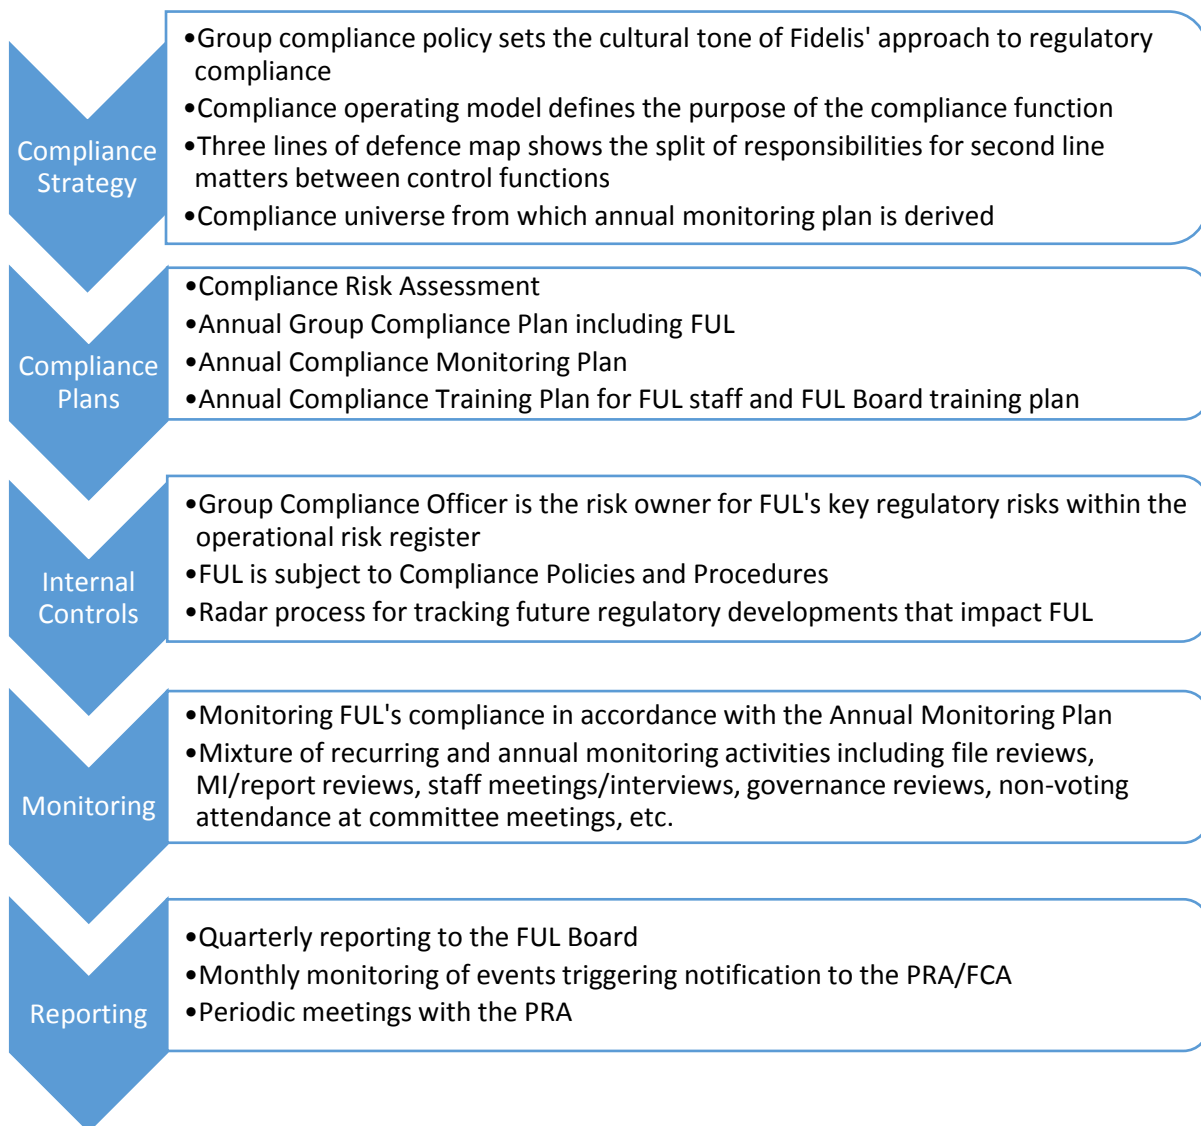 Compliance
Strategy
•Group compliance policy sets the cultural tone of Fidelis' approach to regulatory
compliance
•Compliance operating model defines the purpose of the compliance function
•Three lines of defence map shows the split of responsibilities for second line
matters between control functions
•Compliance universe from which annual monitoring plan is derived
Compliance
Plans
•Compliance Risk Assessment
•Annual Group Compliance Plan including FUL
•Annual Compliance Monitoring Plan
•Annual Compliance Training Plan for FUL staff and FUL Board training plan
Internal
Controls
•Group Compliance Officer is the risk owner for FUL's key regulatory risks within the
operational risk register
•FUL is subject to Compliance Policies and Procedures
•Radar process for tracking future regulatory developments that impact FUL
Monitoring
•Monitoring FUL's compliance in accordance with the Annual Monitoring Plan
•Mixture of recurring and annual monitoring activities including file reviews,
MI/report reviews, staff meetings/interviews, governance reviews, non-voting
attendance at committee meetings, etc.
Reporting
•Quarterly reporting to the FUL Board
•Monthly monitoring of events triggering notification to the PRA/FCA
•Periodic meetings with the PRA